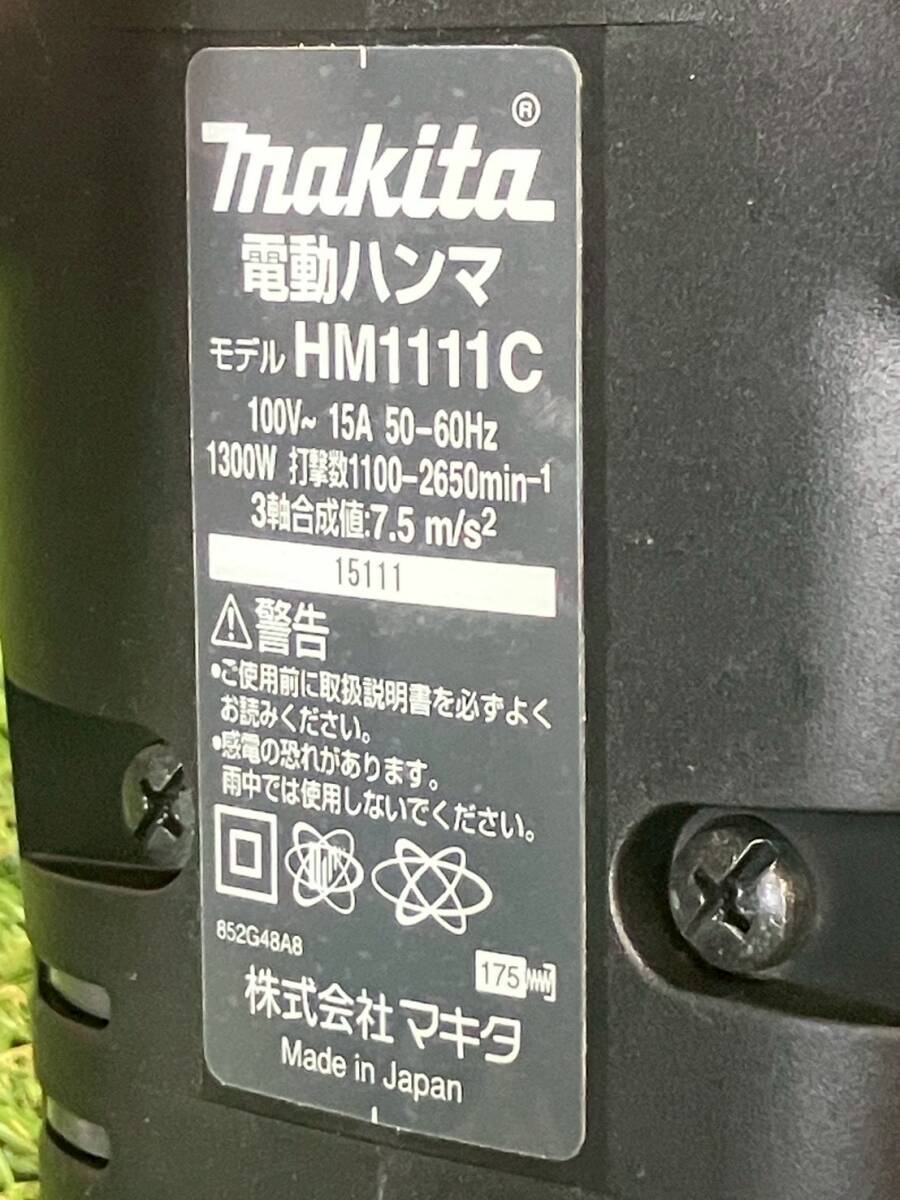 makita®
電動ハンマ
モデル HM1111C
100V~ 15A 50-60Hz
1300W 打撃数1100-2650min-1
3軸合成値:7.5 m/s2
15111
警告
•ご使用前に取扱説明書を必ずよく
お読みください。
•感電の恐れがあります。
雨中では使用しないでください。
852G48A8
175
株式会社 マキタ
Made in Japan